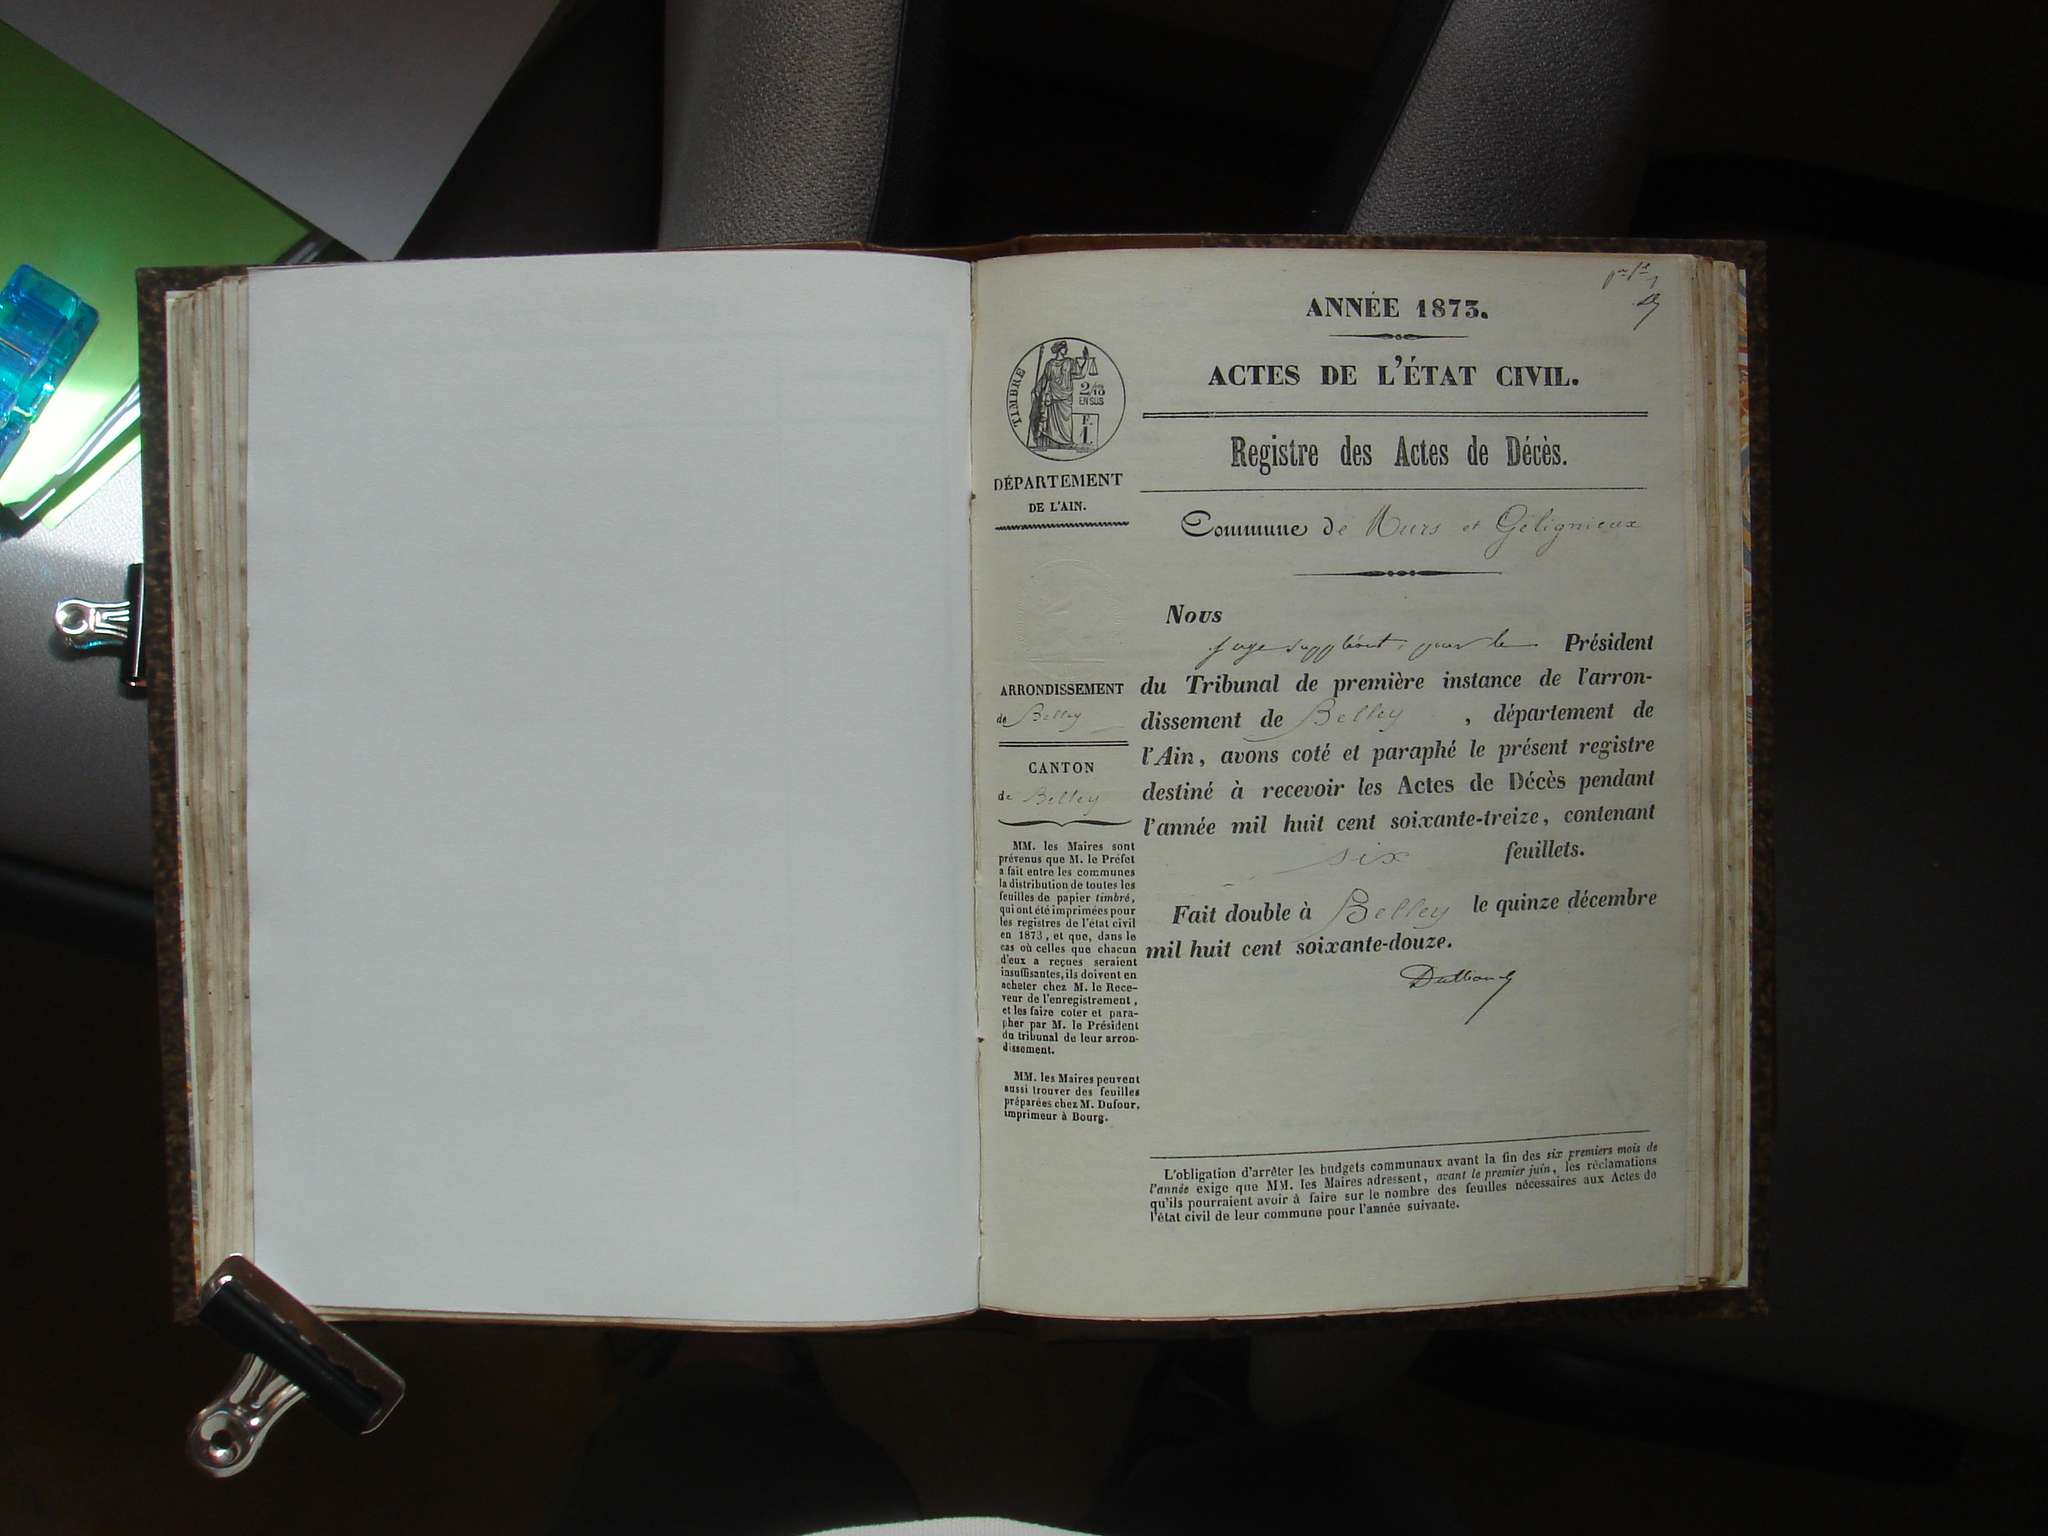 ANNÉE 1873.
ACTES DE L'ÉTAT CIVIL.
TIMBRE
2/10
EN SUS
F.
1.
Registre des Actes de Décès.
DÉPARTEMENT
DE L'AIN.
Commune de Murs et Gélignieux
Nous
juge suppléant, pour le Président
du Tribunal de première instance de l'arron-
dissement de Belley , département de
l'Ain, avons coté et paraphé le présent registre
destiné à recevoir les Actes de Décès pendant
l'année mil huit cent soixante-treize, contenant
six feuillets.
Fait double à Belley le quinze décembre
mil huit cent soixante-douze.
ARRONDISSEMENT
de Belley
CANTON
de Belley
MM. les Maires sont
prévenus que M. le Préfet
a fait entre les communes
la distribution de toutes les
feuilles de papier timbré,
qui ont été imprimées pour
les registres de l'état civil
en 1873, et que, dans le
cas où celles que chacun
d'eux a reçues seraient
insuffisantes, ils doivent en
acheter chez M. le Rece-
veur de l'enregistrement,
et les faire coter et para-
pher par M. le Président
du tribunal de leur arron-
dissement.
MM. les Maires peuvent
aussi trouver des feuilles
préparées chez M. Dufour,
imprimeur à Bourg.
L'obligation d'arrêter les budgets communaux avant la fin des six premiers mois de
l'année exige que MM. les Maires adressent, avant le premier juin, les réclamations
qu'ils pourraient avoir à faire sur le nombre des feuilles nécessaires aux Actes de
l'état civil de leur commune pour l'année suivante.